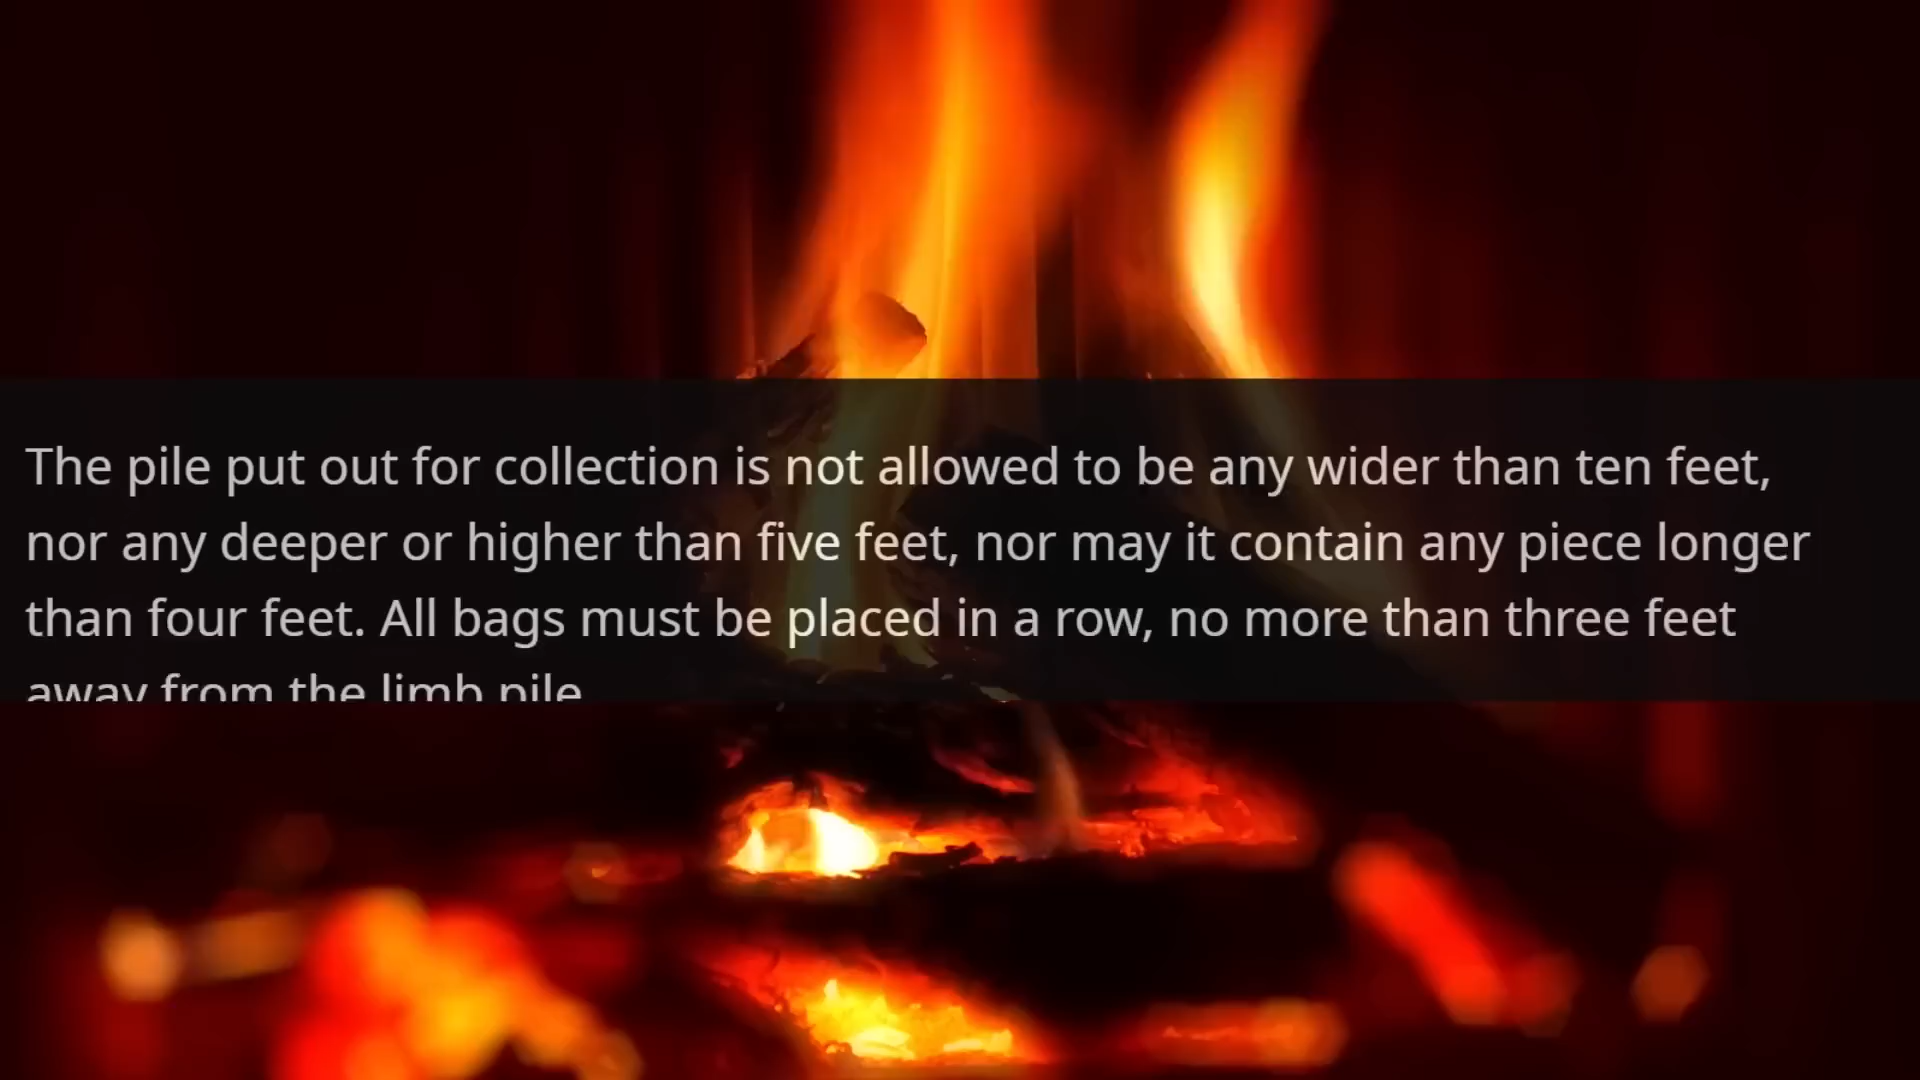 The pile put out for collection is not allowed to be any wider than ten feet,
nor any deeper or higher than five feet, nor may it contain any piece longer
than four feet. All bags must be placed in a row, no more than three feet
away from the limb pile